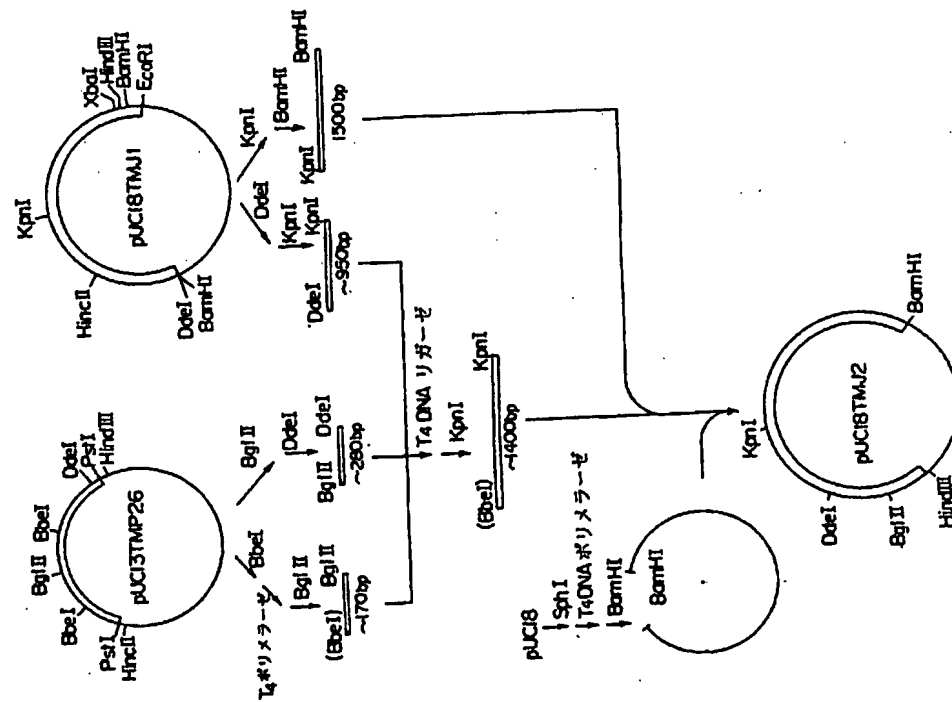 PstI
HincII
BbeI
BglII
BbeI
DdeI
PstI
HindIII
pUC13TMP26
T4ポリメラーゼ
BbeI
BglII
(BbeI)
BglII
~170bp
BglII
DdeI
BglII
DdeI
~280bp
HincII
KpnI
XbaI
HindIII
BamHI
EcoRI
DdeI
BamHI
pUC18TMJ1
DdeI
KpnI
DdeI
KpnI
~950bp
KpnI
BamHI
KpnI
BamHI
1500bp
T4 DNA リガーゼ
KpnI
(BbeI)
KpnI
~1400bp
pUC18
SphI
T4DNAポリメラーゼ
BamHI
BamHI
KpnI
DdeI
BglII
HindIII
BamHI
pUC18TMJ2